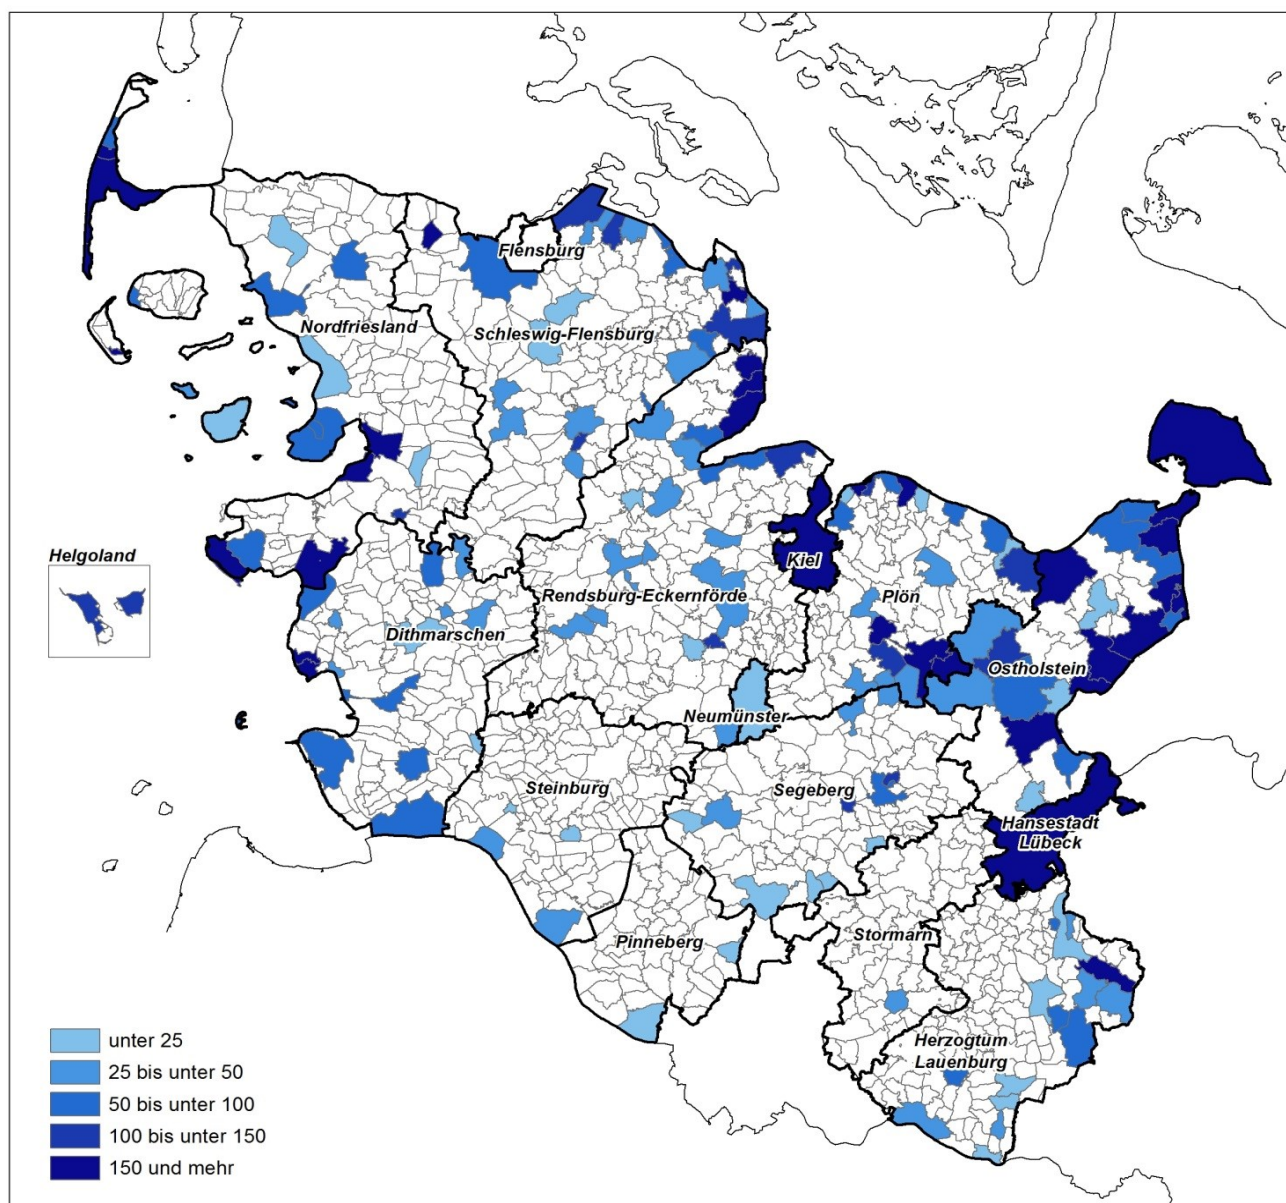 Flensburg
Nordfriesland
Schleswig-Flensburg
Helgoland
Kiel
Rendsburg-Eckernförde
Plön
Dithmarschen
Ostholstein
Neumünster
Steinburg
Segeberg
Hansestadt
Lübeck
Pinneberg
Stormarn
Herzogtum
Lauenburg
unter 25
25 bis unter 50
50 bis unter 100
100 bis unter 150
150 und mehr